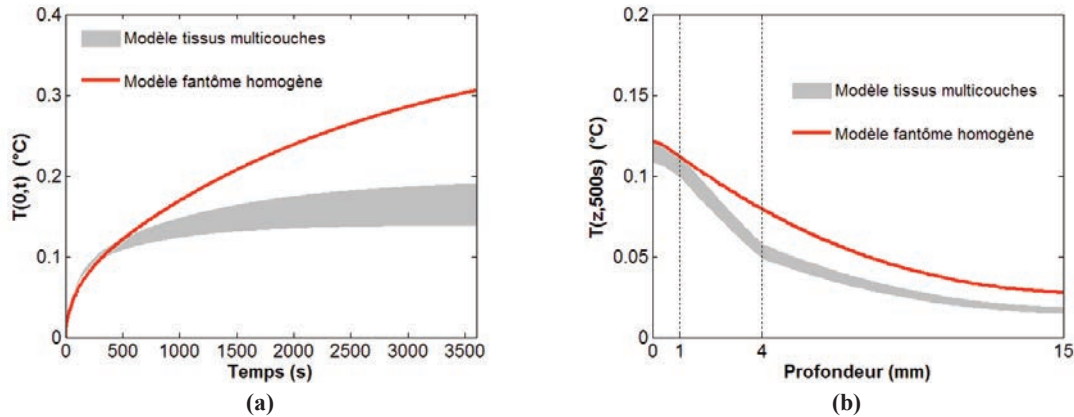 0.4
0.3
0.2
0.1
0
T(0,t) (°C)
Modèle tissus multicouches
Modèle fantôme homogène
0 500 1000 1500 2000 2500 3000 3500
Temps (s)
(a)
0.2
0.15
0.1
0.05
0
T(z,500s) (°C)
Modèle tissus multicouches
Modèle fantôme homogène
0 1 4 15
Profondeur (mm)
(b)